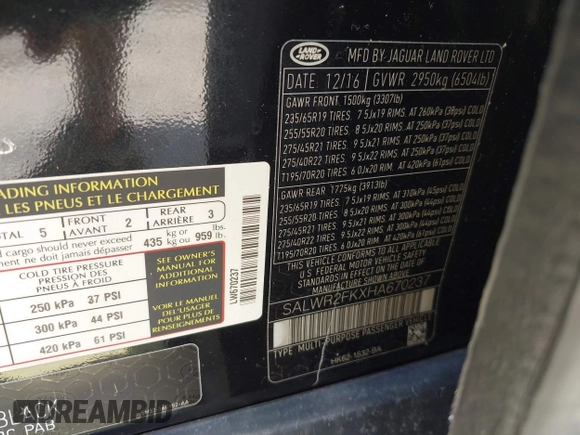 LAND
ROVER
MFD BY JAGUAR LAND ROVER LTD
DATE 12/16 GVWR 2950kg (6504lb)
GAWR FRONT 1500kg (3307lb)
235/65R19 TIRES 7.5Jx19 RIMS. AT 260kPa (38psi) COLD
255/55R20 TIRES 8.5Jx20 RIMS. AT 250kPa (37psi) COLD
275/45R21 TIRES 9.5Jx21 RIMS. AT 250kPa (37psi) COLD
275/40R22 TIRES 9.5Jx22 RIMS. AT 250kPa (37psi) COLD
T195/70R20 TIRES 6.0Jx20 RIM AT 420kPa (61psi) COLD
GAWR REAR 1775kg (3913lb)
235/65R19 TIRES 7.5Jx19 RIMS. AT 310kPa (45psi) COLD
255/55R20 TIRES 8.5Jx20 RIMS. AT 300kPa (44psi) COLD
275/45R21 TIRES 9.5Jx21 RIMS. AT 300kPa (44psi) COLD
275/40R22 TIRES 9.5Jx22 RIMS. AT 300kPa (44psi) COLD
T195/70R20 TIRES 6.0Jx20 RIM AT 420kPa (61psi) COLD
THIS VEHICLE CONFORMS TO ALL APPLICABLE
U.S. FEDERAL MOTOR VEHICLE SAFETY
STANDARDS IN EFFECT ON THE DATE OF
MANUFACTURE SHOWN ABOVE
SALWR2FKXHA670237
TYPE: MULTI-PURPOSE PASSENGER VEHICLE
HK62-1532-BA
ADING INFORMATION
LES PNEUS ET LE CHARGEMENT
TOTAL 5 FRONT AVANT 2 REAR ARRIÈRE 3
d cargo should never exceed
ment ne doit jamais dépasser
435 kg or kg ou 959 lbs. lb.
COLD TIRE PRESSURE
PRESSION DES
PNEUS À FROID
250 kPa 37 PSI
300 kPa 44 PSI
420 kPa 61 PSI
SEE OWNER'S
MANUAL FOR
ADDITIONAL
INFORMATION
VOIR LE MANUEL
DE L'USAGER
POUR PLUS DE
RENSEIGNEMENTS
LW670237
BLACK
PAB
DREAMBID